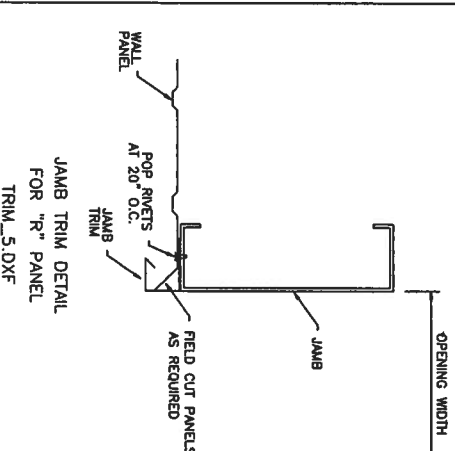 OPENING WIDTH
JAMB
WALL
PANEL
POP RIVETS
AT 20" O.C.
JAMB
TRIM
FIELD CUT PANELS
AS REQUIRED
JAMB TRIM DETAIL
FOR "R" PANEL
TRIM_5.DXF